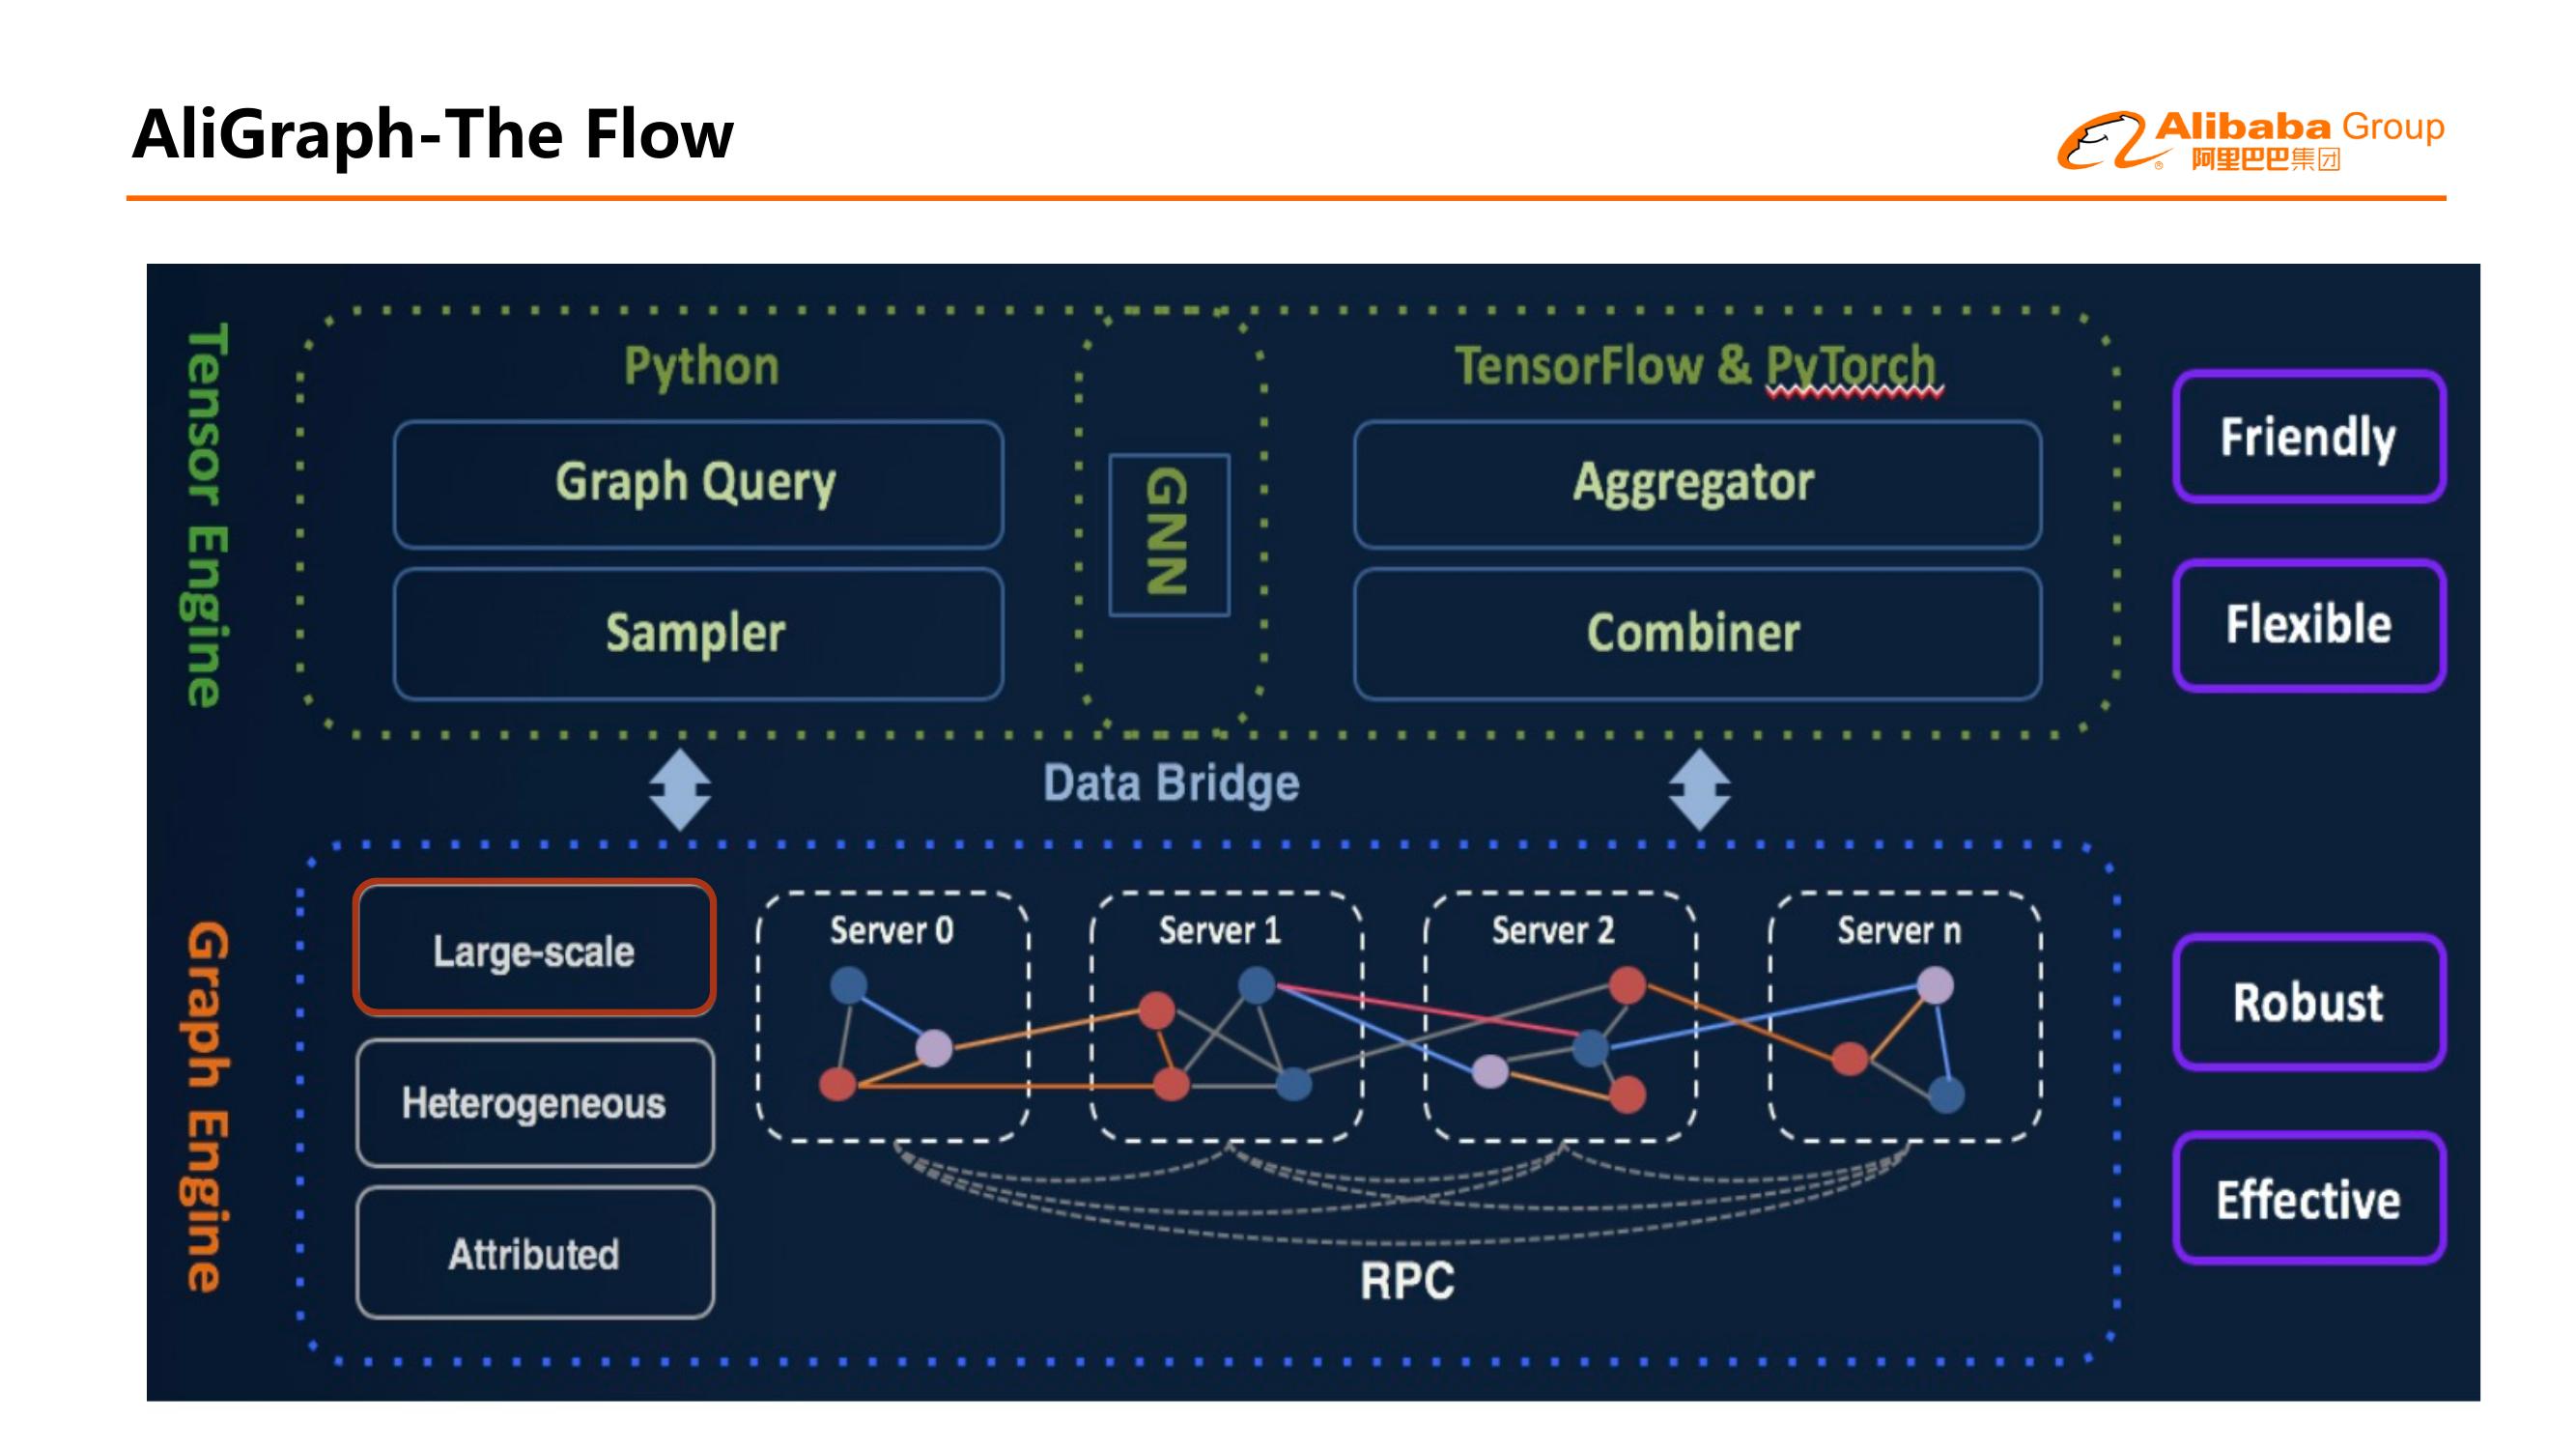 AliGraph-The Flow
Alibaba Group
阿里巴巴集团
®
Tensor Engine
Python
Graph Query
Sampler
GNN
TensorFlow & PyTorch
Aggregator
Combiner
Friendly
Flexible
Data Bridge
Graph Engine
Large-scale
Heterogeneous
Attributed
Server 0
Server 1
Server 2
Server n
RPC
Robust
Effective